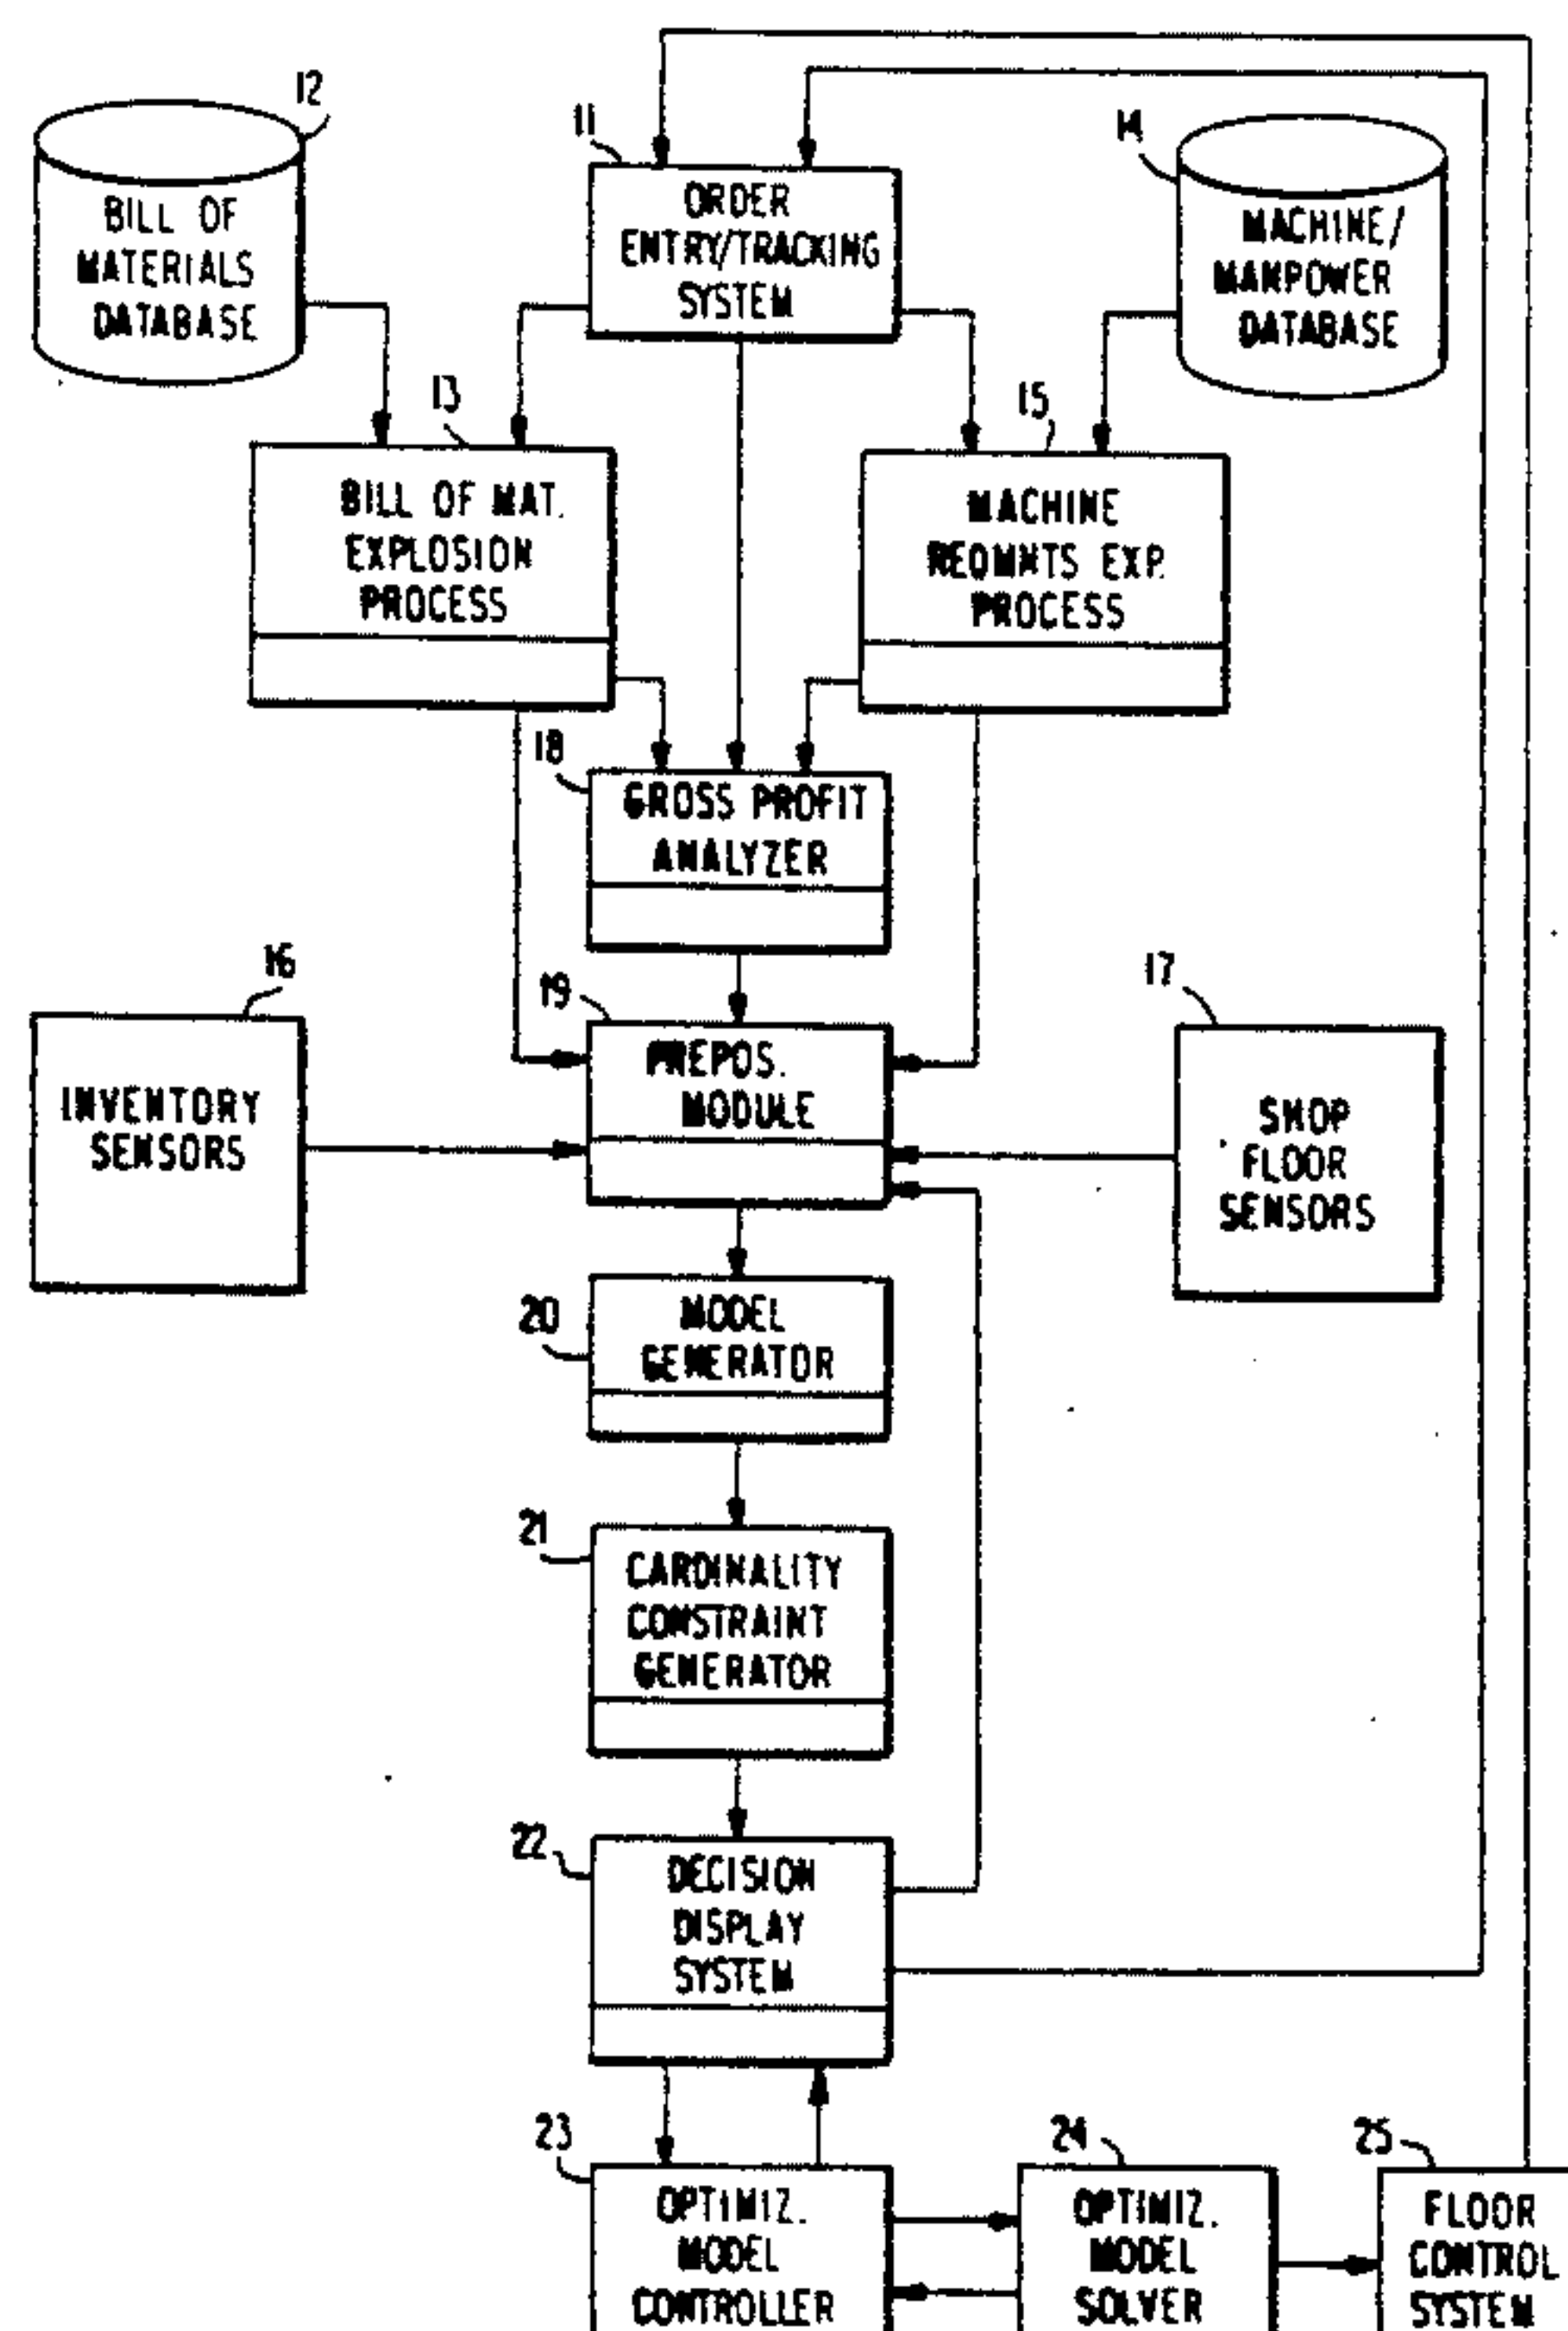 12
BILL OF
MATERIALS
DATABASE
11
ORDER
ENTRY/TRACKING
SYSTEM
14
MACHINE/
MANPOWER
DATABASE
13
BILL OF MAT.
EXPLOSION
PROCESS
15
MACHINE
REQMNTS EXP.
PROCESS
18
GROSS PROFIT
ANALYZER
16
INVENTORY
SENSORS
19
PREPOS.
MODULE
17
SHOP
FLOOR
SENSORS
20
MODEL
GENERATOR
21
CARDINALITY
CONSTRAINT
GENERATOR
22
DECISION
DISPLAY
SYSTEM
23
OPTIMIZ.
MODEL
CONTROLLER
24
OPTIMIZ.
MODEL
SOLVER
25
FLOOR
CONTROL
SYSTEM